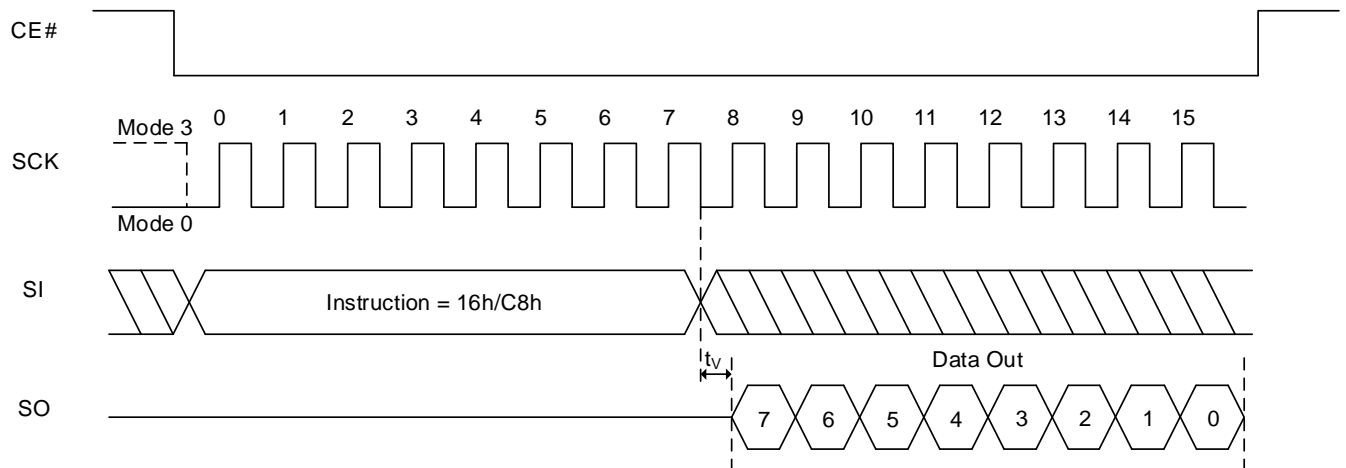 CE#
Mode 3
0 1 2 3 4 5 6 7 8 9 10 11 12 13 14 15
SCK
Mode 0
SI
Instruction = 16h/C8h
tV
Data Out
SO
7 6 5 4 3 2 1 0